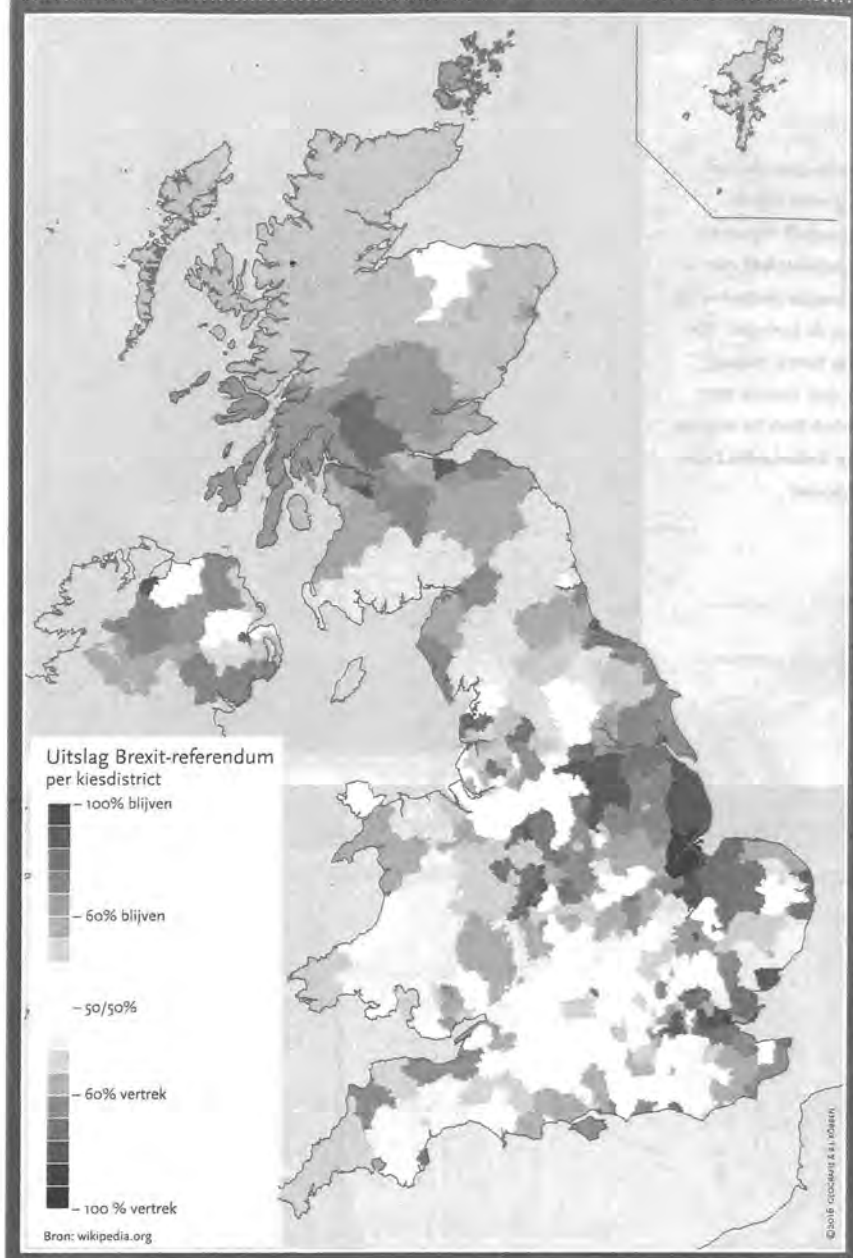 Uitslag Brexit-referendum
per kiesdistrict
– 100% blijven
– 60% blijven
– 50/50%
– 60% vertrek
– 100 % vertrek
Bron: wikipedia.org